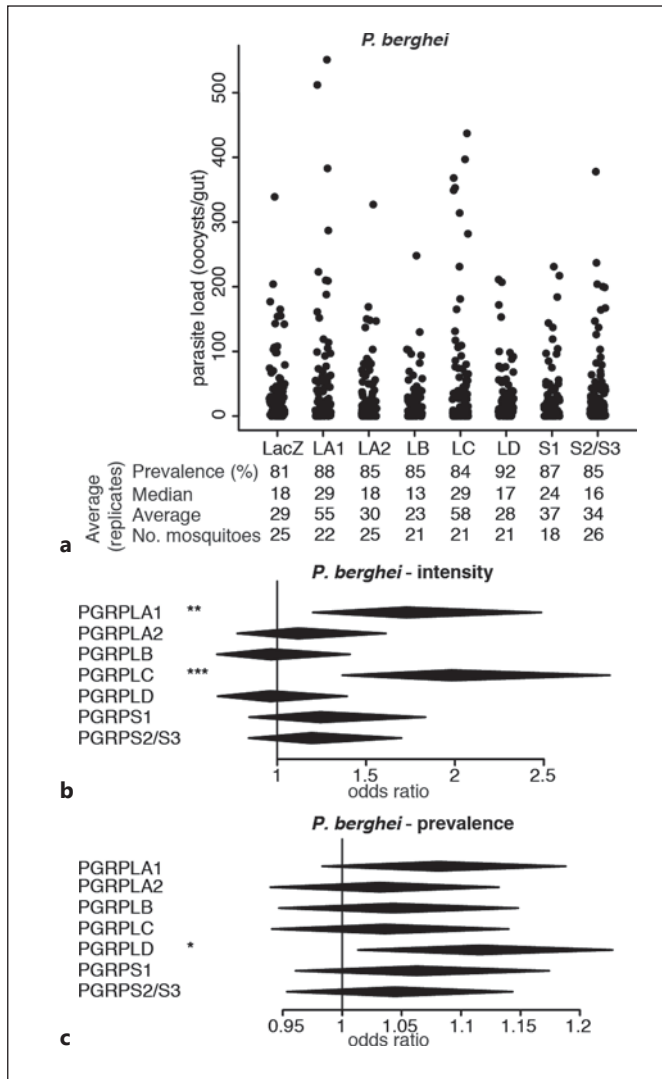 P. berghei
500
400
300
200
100
0
parasite load (oocysts/gut)
LacZ LA1 LA2 LB LC LD S1 S2/S3
Average (replicates)
Prevalence (%) 81 88 85 85 84 92 87 85
Median 18 29 18 13 29 17 24 16
Average 29 55 30 23 58 28 37 34
No. mosquitoes 25 22 25 21 21 21 18 26
a
P. berghei - intensity
PGRPLA1 **
PGRPLA2
PGRPLB
PGRPLC ***
PGRPLD
PGRPS1
PGRPS2/S3
1 1.5 2 2.5
odds ratio
b
P. berghei - prevalence
PGRPLA1
PGRPLA2
PGRPLB
PGRPLC
PGRPLD *
PGRPS1
PGRPS2/S3
0.95 1 1.05 1.1 1.15 1.2
odds ratio
c